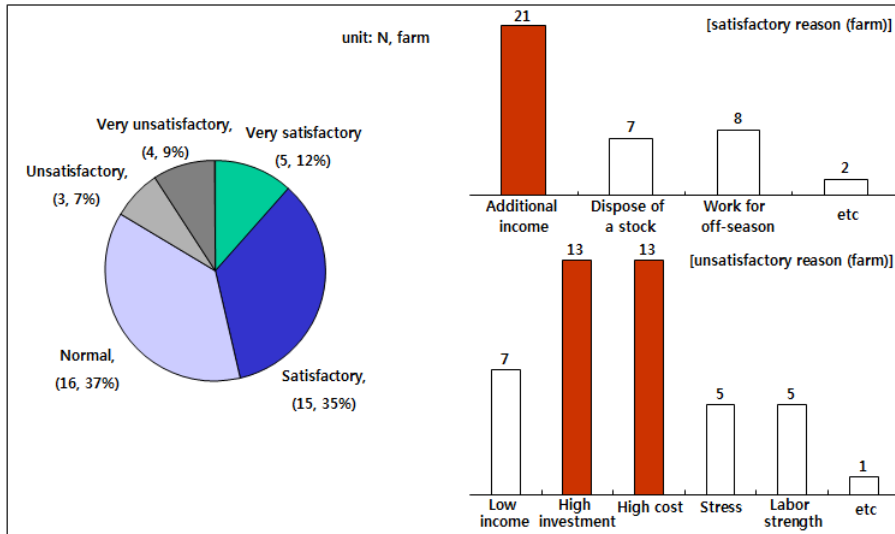 unit: N, farm
Very unsatisfactory,
(4, 9%)
Very satisfactory
(5, 12%)
Unsatisfactory,
(3, 7%)
Normal,
(16, 37%)
Satisfactory,
(15, 35%)
[satisfactory reason (farm)]
21
7
8
2
Additional
income
Dispose of
a stock
Work for
off-season
etc
[unsatisfactory reason (farm)]
7
13
13
5
5
1
Low
income
High
investment
High cost
Stress
Labor
strength
etc